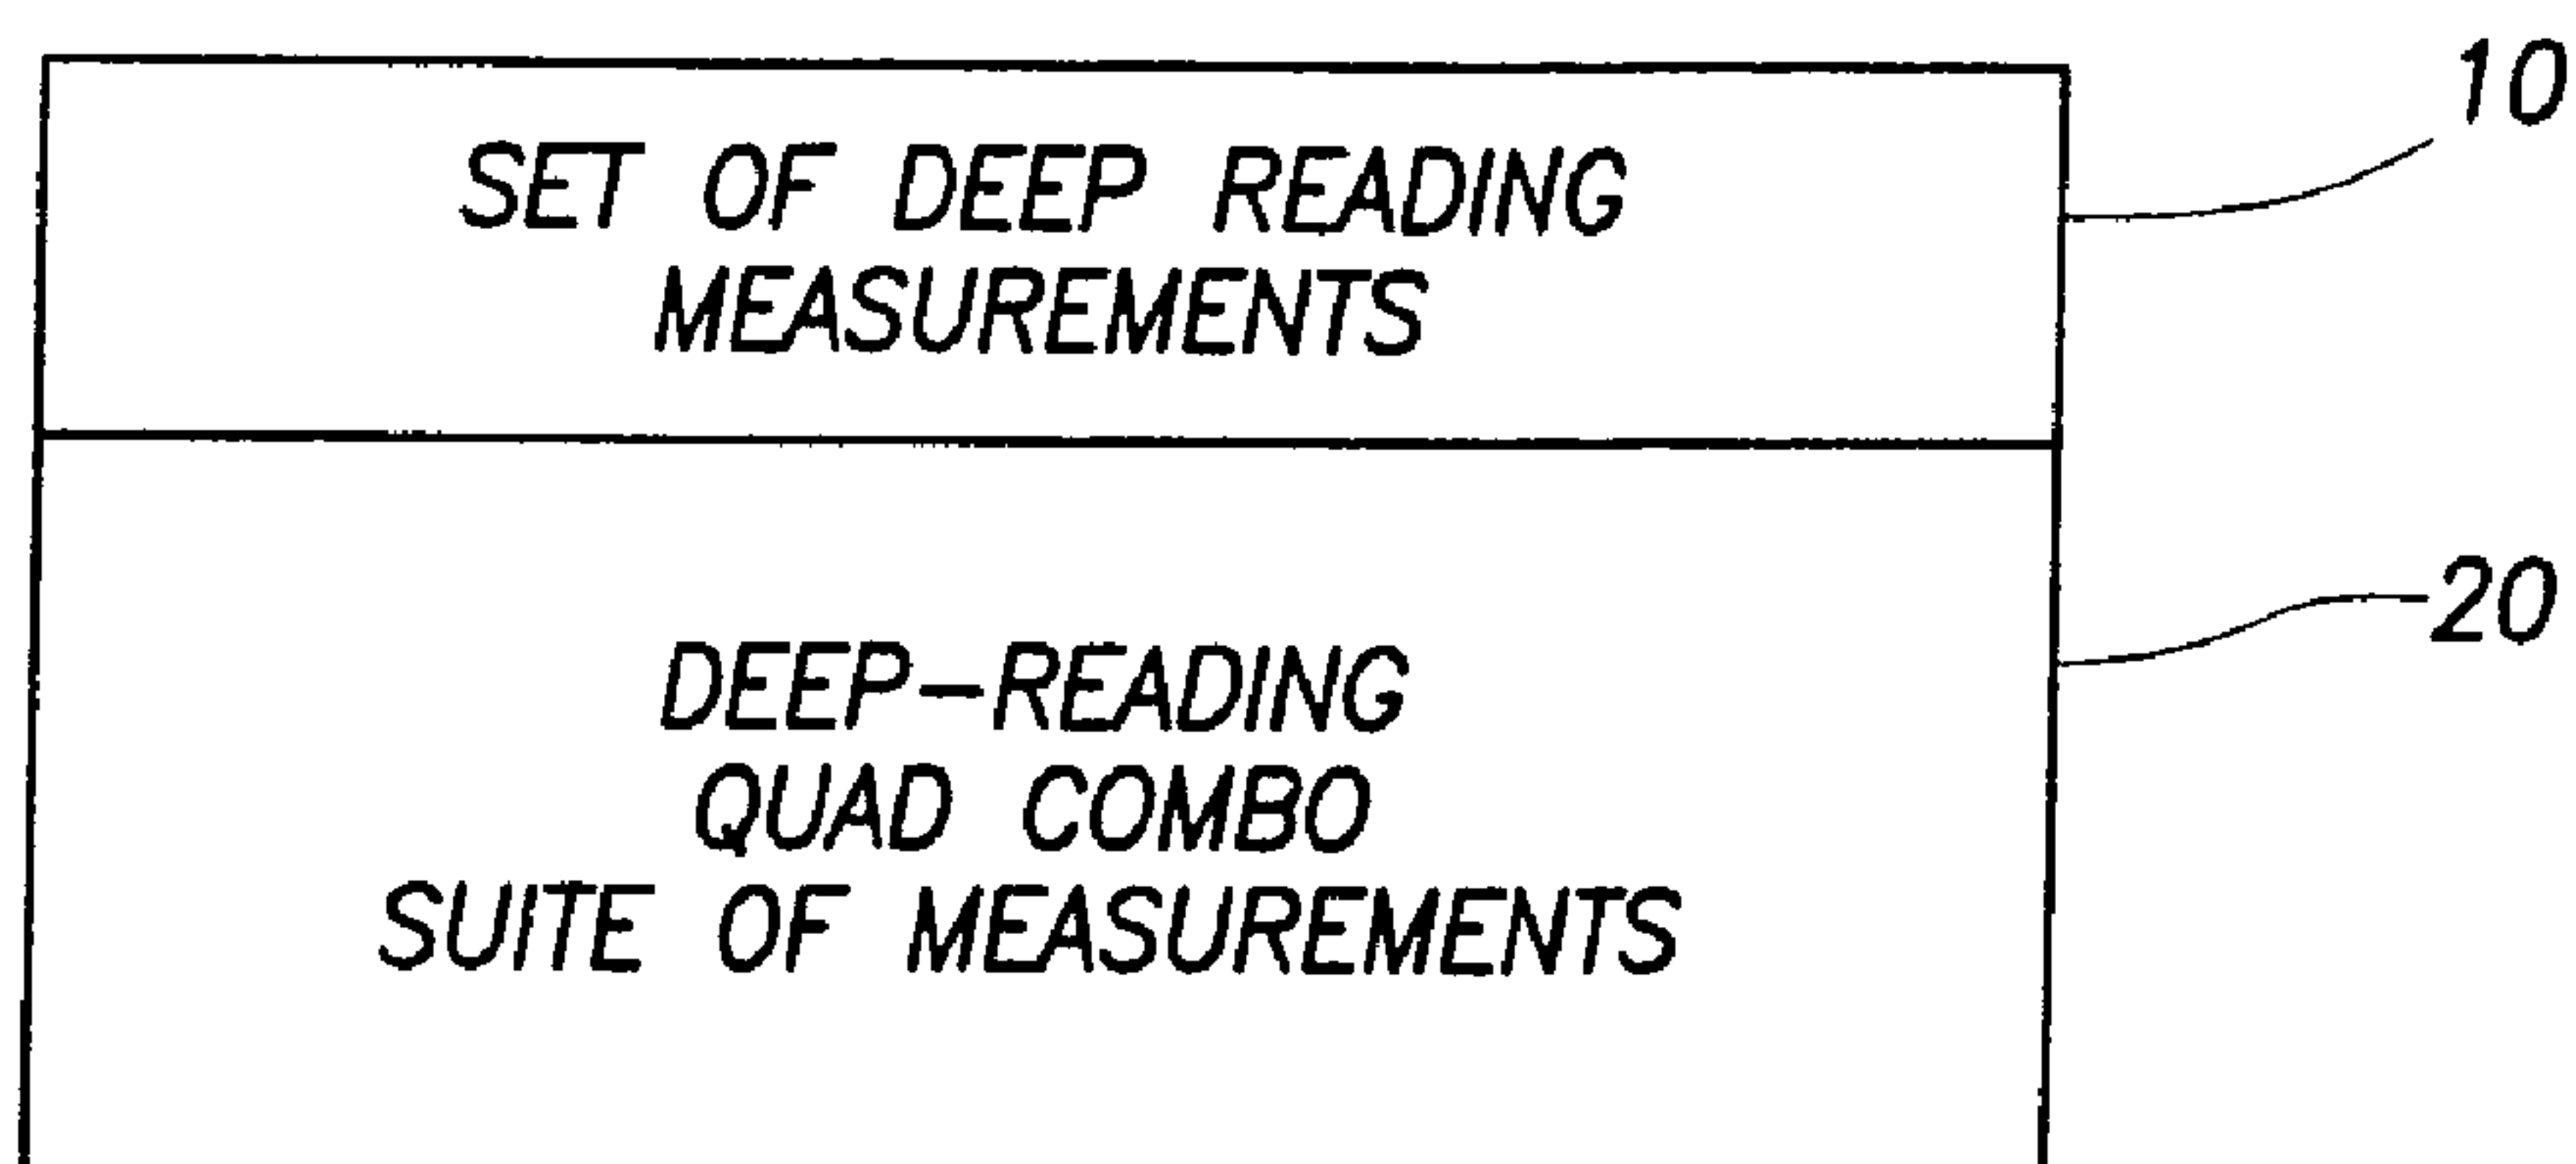 10
SET OF DEEP READING
MEASUREMENTS
20
DEEP-READING
QUAD COMBO
SUITE OF MEASUREMENTS